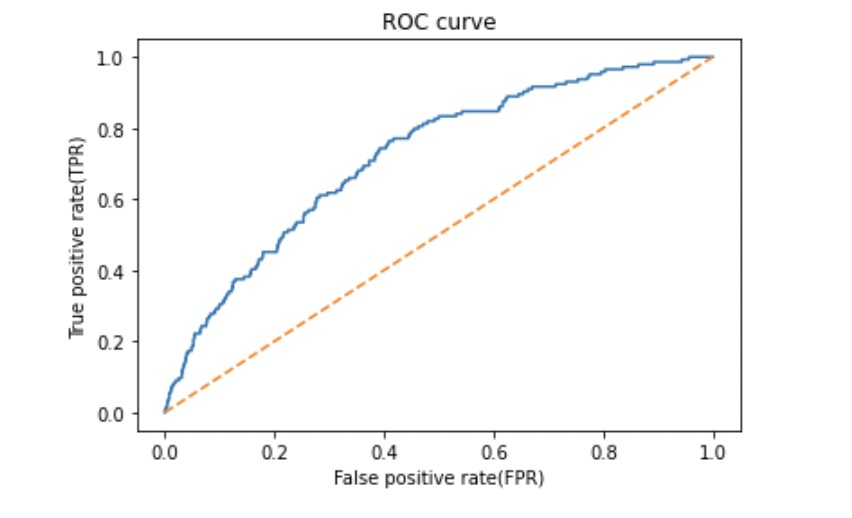 ROC curve
True positive rate(TPR)
1.0
0.8
0.6
0.4
0.2
0.0
0.0 0.2 0.4 0.6 0.8 1.0
False positive rate(FPR)